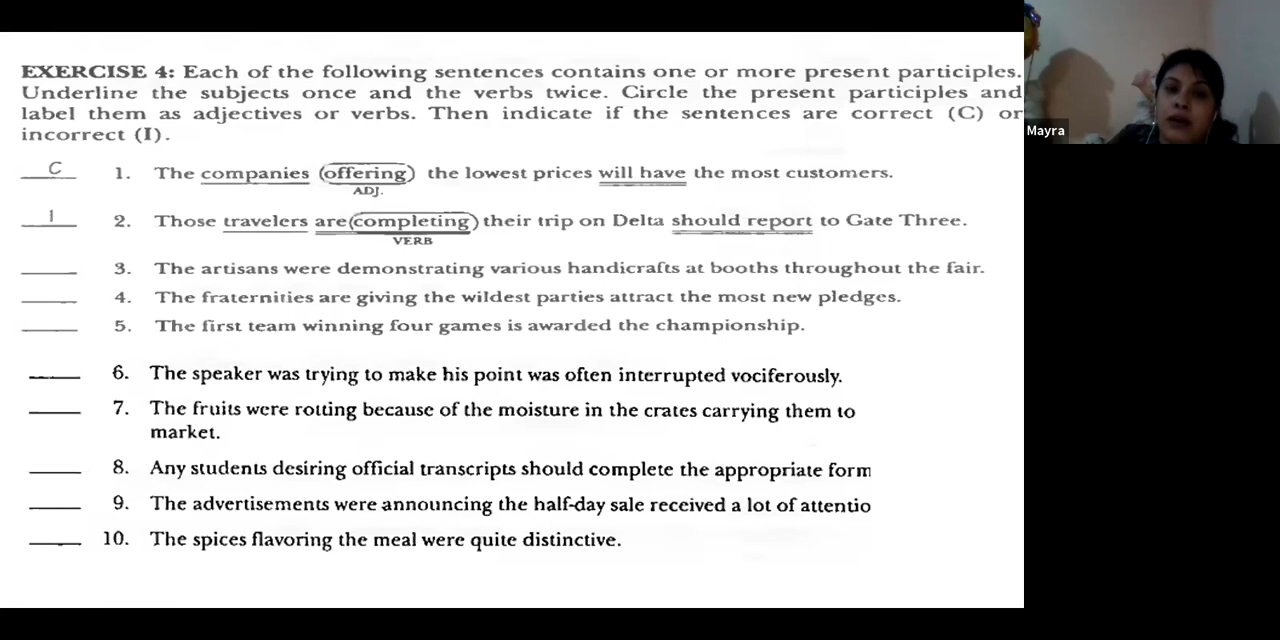 EXERCISE 4: Each of the following sentences contains one or more present participles.
Underline the subjects once and the verbs twice. Circle the present participles and
label them as adjectives or verbs. Then indicate if the sentences are correct (C) or
incorrect (I).
C 1. The companies (offering) the lowest prices will have the most customers.
ADJ.
I 2. Those travelers are (completing) their trip on Delta should report to Gate Three.
VERB
3. The artisans were demonstrating various handicrafts at booths throughout the fair.
4. The fraternities are giving the wildest parties attract the most new pledges.
5. The first team winning four games is awarded the championship.
6. The speaker was trying to make his point was often interrupted vociferously.
7. The fruits were rotting because of the moisture in the crates carrying them to
market.
8. Any students desiring official transcripts should complete the appropriate form
9. The advertisements were announcing the half-day sale received a lot of attentio
10. The spices flavoring the meal were quite distinctive.
Mayra